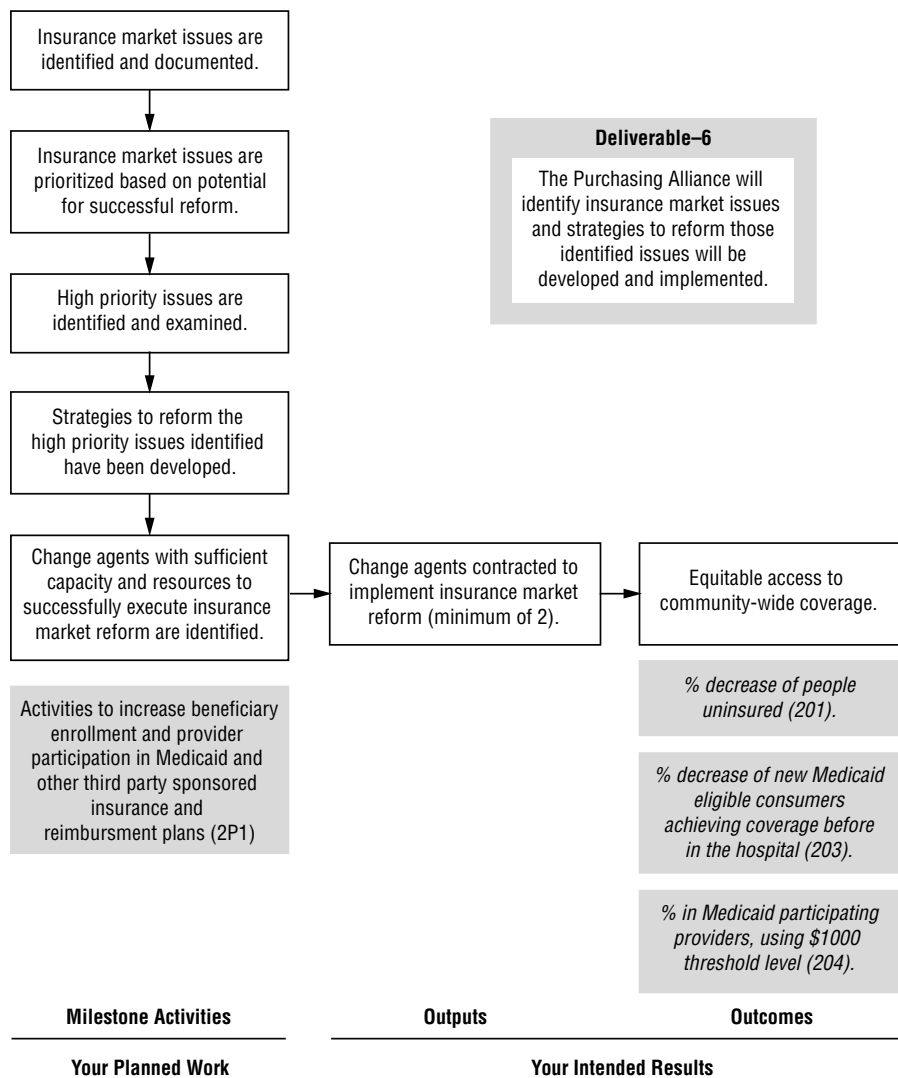 Insurance market issues are
identified and documented.
Insurance market issues are
prioritized based on potential
for successful reform.
High priority issues are
identified and examined.
Strategies to reform the
high priority issues identified
have been developed.
Change agents with sufficient
capacity and resources to
successfully execute insurance
market reform are identified.
Activities to increase beneficiary
enrollment and provider
participation in Medicaid and
other third party sponsored
insurance and
reimbursment plans (2P1)
Deliverable–6
The Purchasing Alliance will
identify insurance market issues
and strategies to reform those
identified issues will be
developed and implemented.
Change agents contracted to
implement insurance market
reform (minimum of 2).
Equitable access to
community-wide coverage.
% decrease of people
uninsured (201).
% decrease of new Medicaid
eligible consumers
achieving coverage before
in the hospital (203).
% in Medicaid participating
providers, using $1000
threshold level (204).
Milestone Activities
Outputs
Outcomes
Your Planned Work
Your Intended Results